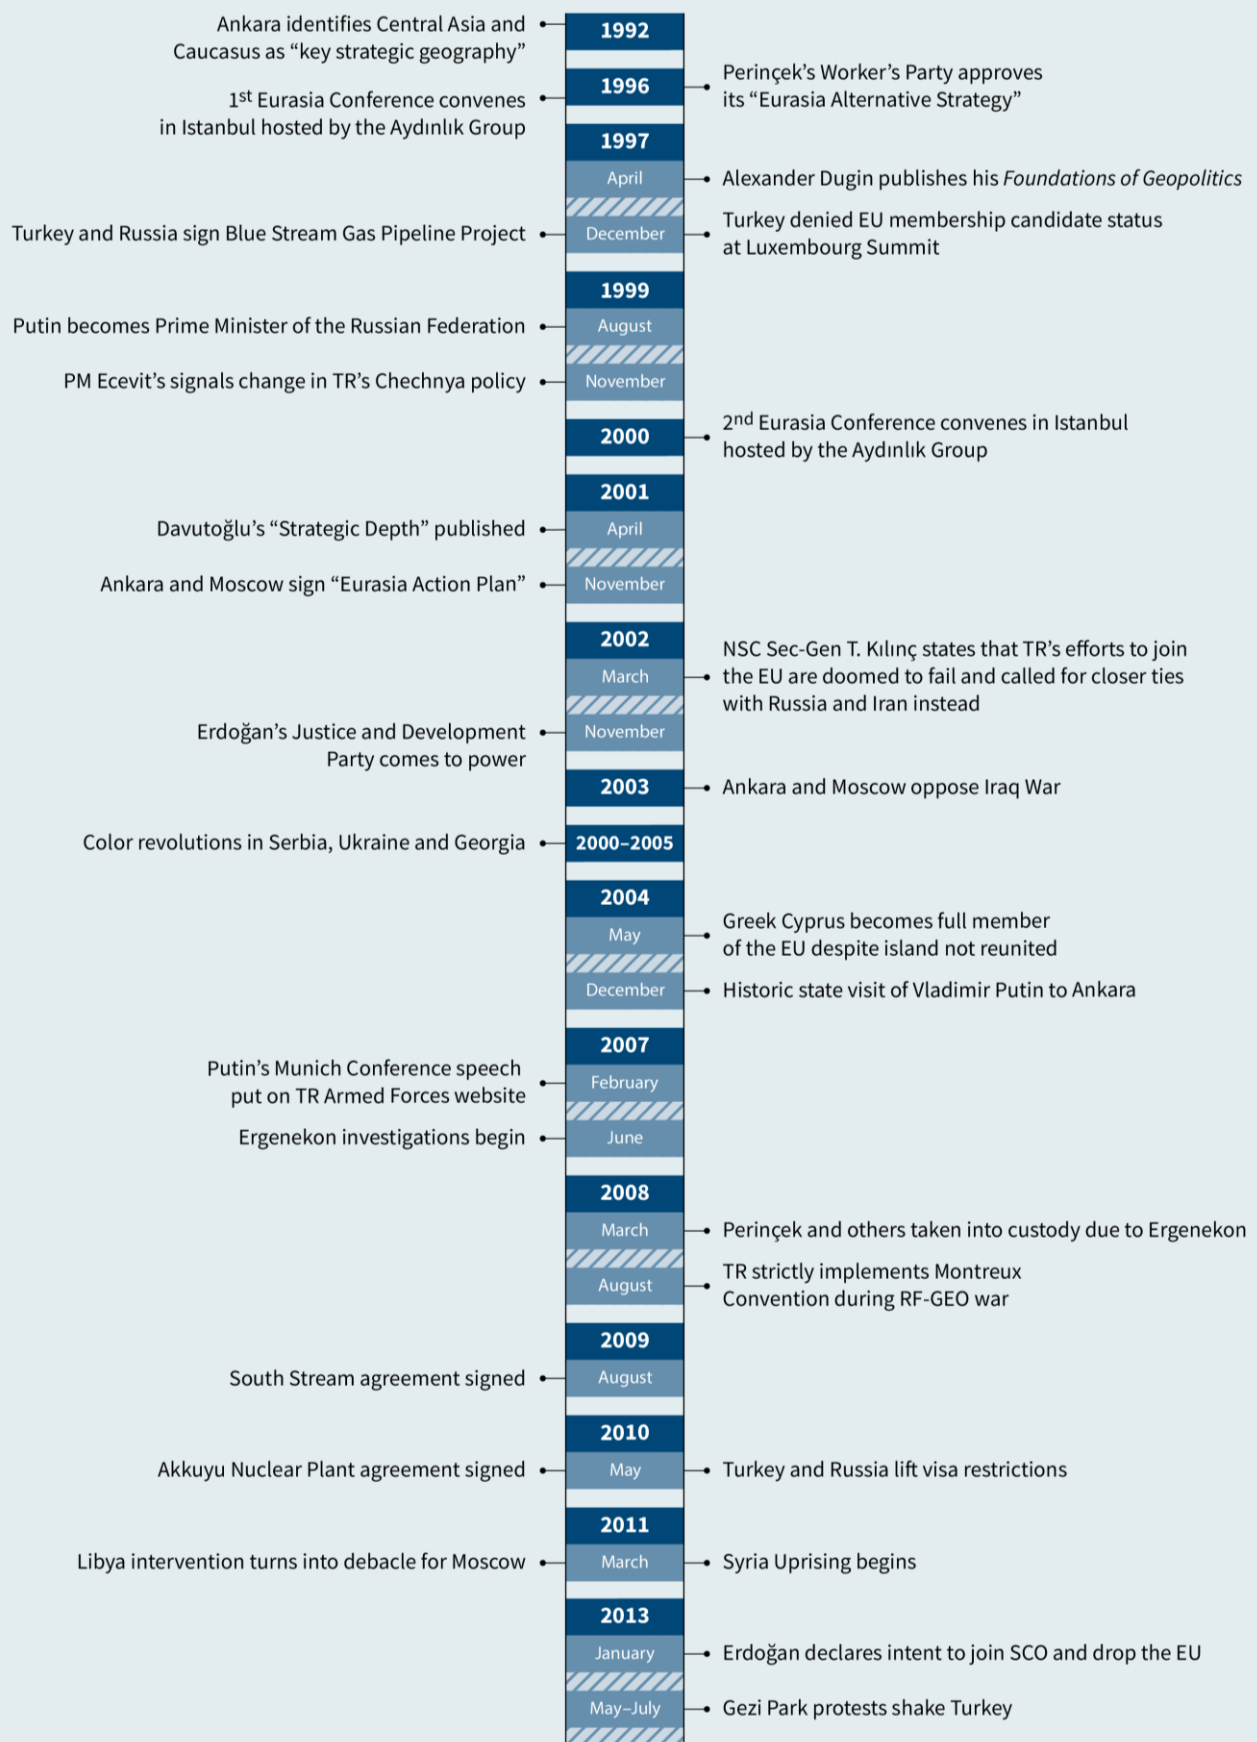 1992
Ankara identifies Central Asia and
Caucasus as “key strategic geography”
1996
Perinçek’s Worker’s Party approves
its “Eurasia Alternative Strategy”
1st Eurasia Conference convenes
in Istanbul hosted by the Aydınlık Group
1997
April
Alexander Dugin publishes his Foundations of Geopolitics
Turkey and Russia sign Blue Stream Gas Pipeline Project
December
Turkey denied EU membership candidate status
at Luxembourg Summit
1999
Putin becomes Prime Minister of the Russian Federation
August
PM Ecevit’s signals change in TR’s Chechnya policy
November
2000
2nd Eurasia Conference convenes in Istanbul
hosted by the Aydınlık Group
2001
Davutoğlu’s “Strategic Depth” published
April
Ankara and Moscow sign “Eurasia Action Plan”
November
2002
March
NSC Sec-Gen T. Kılınç states that TR’s efforts to join
the EU are doomed to fail and called for closer ties
with Russia and Iran instead
Erdoğan’s Justice and Development
Party comes to power
November
2003
Ankara and Moscow oppose Iraq War
Color revolutions in Serbia, Ukraine and Georgia
2000–2005
2004
May
Greek Cyprus becomes full member
of the EU despite island not reunited
December
Historic state visit of Vladimir Putin to Ankara
2007
Putin’s Munich Conference speech
put on TR Armed Forces website
February
Ergenekon investigations begin
June
2008
March
Perinçek and others taken into custody due to Ergenekon
August
TR strictly implements Montreux
Convention during RF-GEO war
2009
South Stream agreement signed
August
2010
Akkuyu Nuclear Plant agreement signed
May
Turkey and Russia lift visa restrictions
2011
Libya intervention turns into debacle for Moscow
March
Syria Uprising begins
2013
January
Erdoğan declares intent to join SCO and drop the EU
May–July
Gezi Park protests shake Turkey